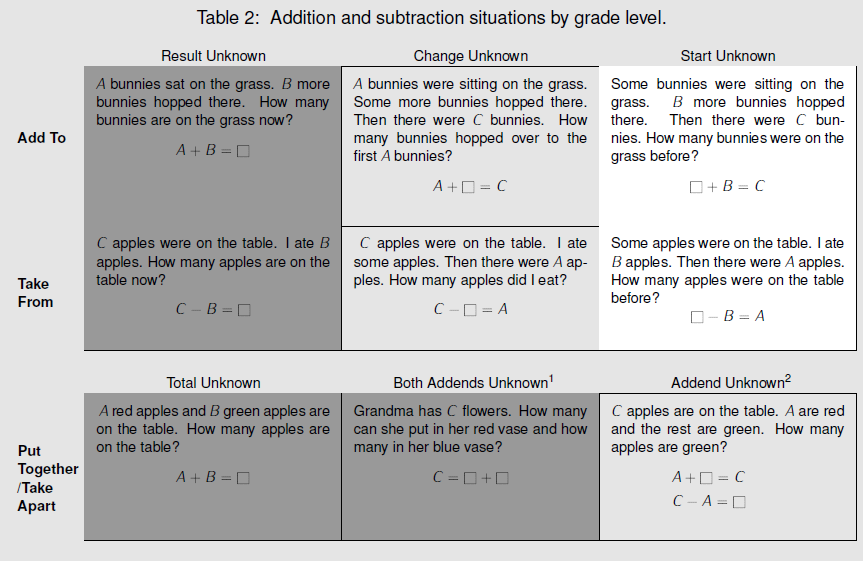 Table 2: Addition and subtraction situations by grade level.
Result Unknown
Change Unknown
Start Unknown
Add To
A bunnies sat on the grass. B more
bunnies hopped there. How many
bunnies are on the grass now?
A + B = □
A bunnies were sitting on the grass.
Some more bunnies hopped there.
Then there were C bunnies. How
many bunnies hopped over to the
first A bunnies?
A + □ = C
Some bunnies were sitting on the
grass. B more bunnies hopped
there. Then there were C bun-
nies. How many bunnies were on the
grass before?
□ + B = C
Take
From
C apples were on the table. I ate B
apples. How many apples are on the
table now?
C − B = □
C apples were on the table. I ate
some apples. Then there were A ap-
ples. How many apples did I eat?
C − □ = A
Some apples were on the table. I ate
B apples. Then there were A apples.
How many apples were on the table
before?
□ − B = A
Total Unknown
Both Addends Unknown¹
Addend Unknown²
Put
Together
/Take
Apart
A red apples and B green apples are
on the table. How many apples are
on the table?
A + B = □
Grandma has C flowers. How many
can she put in her red vase and how
many in her blue vase?
C = □ + □
C apples are on the table. A are red
and the rest are green. How many
apples are green?
A + □ = C
C − A = □